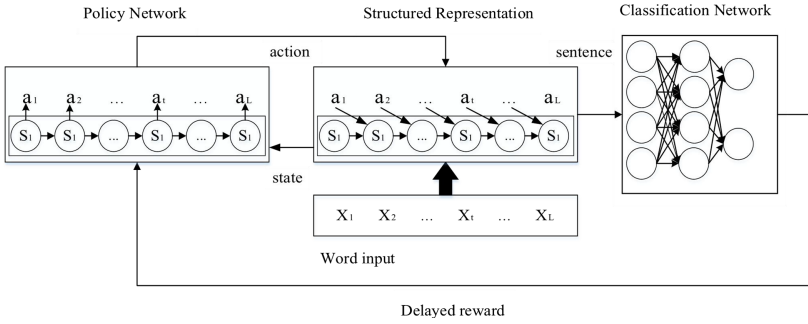 Policy Network
Structured Representation
Classification Network
action
sentence
a1 a2 ... at ... aL
S1 S1 ... S1 ... S1
a1 a2 ... at ... aL
S1 S1 ... S1 ... S1
state
X1 X2 ... Xt ... XL
Word input
Delayed reward